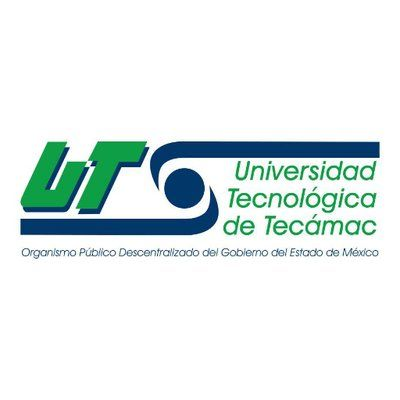 UT
Universidad
Tecnológica
de Tecámac
Organismo Público Descentralizado del Gobierno del Estado de México